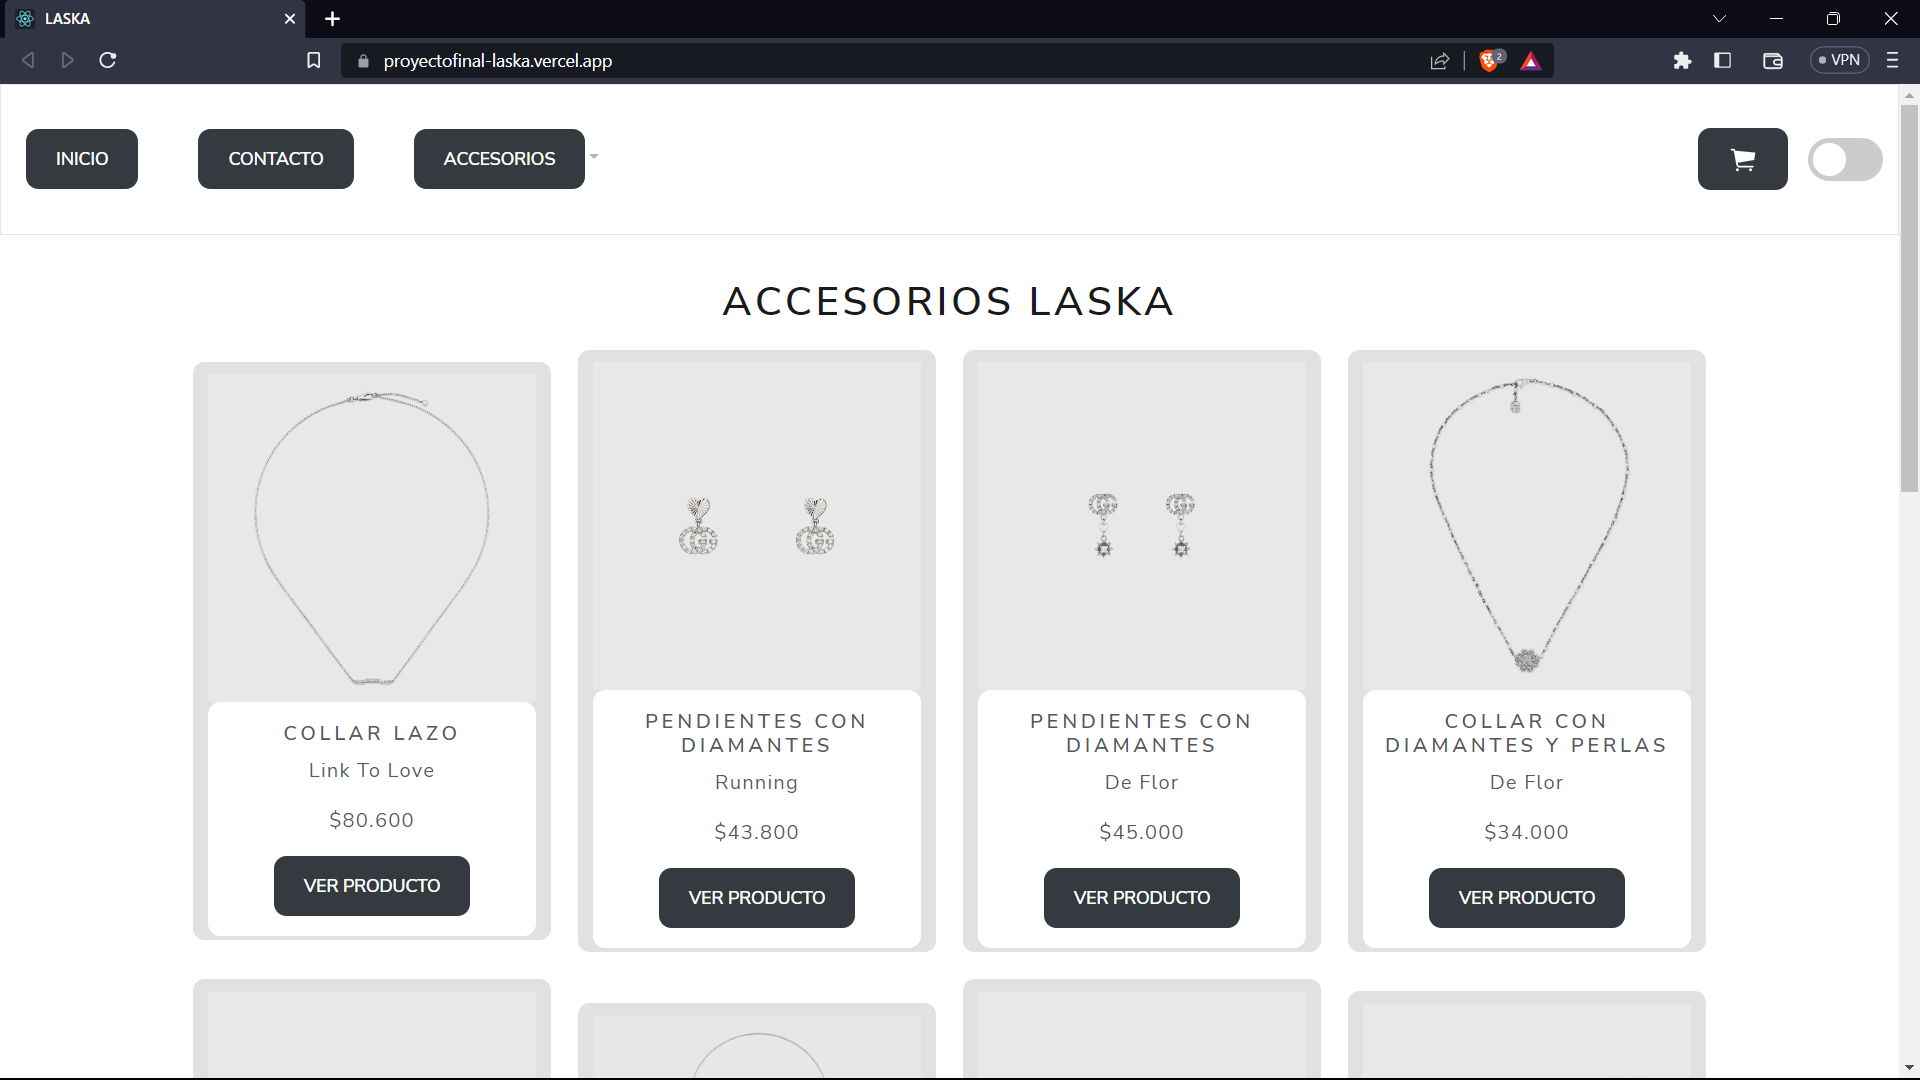 LASKA
proyectofinal-laska.vercel.app
2
VPN
INICIO
CONTACTO
ACCESORIOS
ACCESORIOS LASKA
COLLAR LAZO
Link To Love
$80.600
VER PRODUCTO
PENDIENTES CON
DIAMANTES
Running
$43.800
VER PRODUCTO
PENDIENTES CON
DIAMANTES
De Flor
$45.000
VER PRODUCTO
COLLAR CON
DIAMANTES Y PERLAS
De Flor
$34.000
VER PRODUCTO